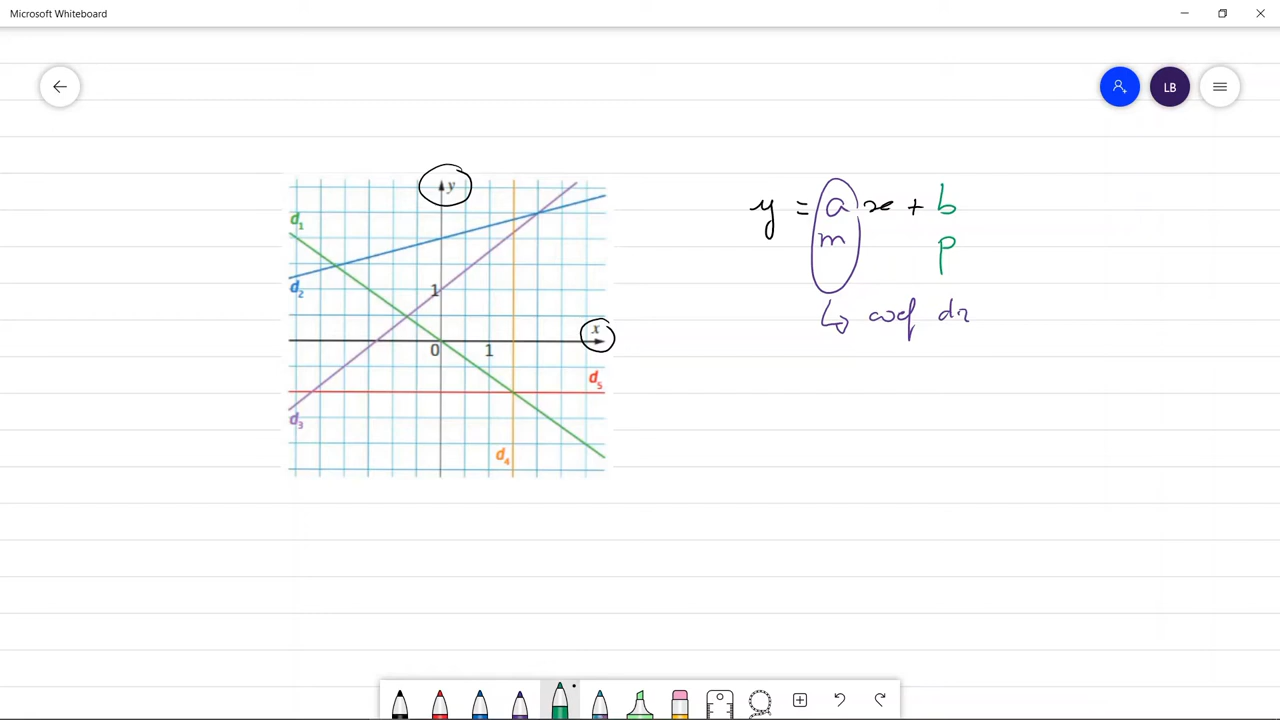 Microsoft Whiteboard
LB
y
d₁
d₂
1
x
0
1
d₅
d₃
d₄
y = a x + b
m p
↳ coef dr